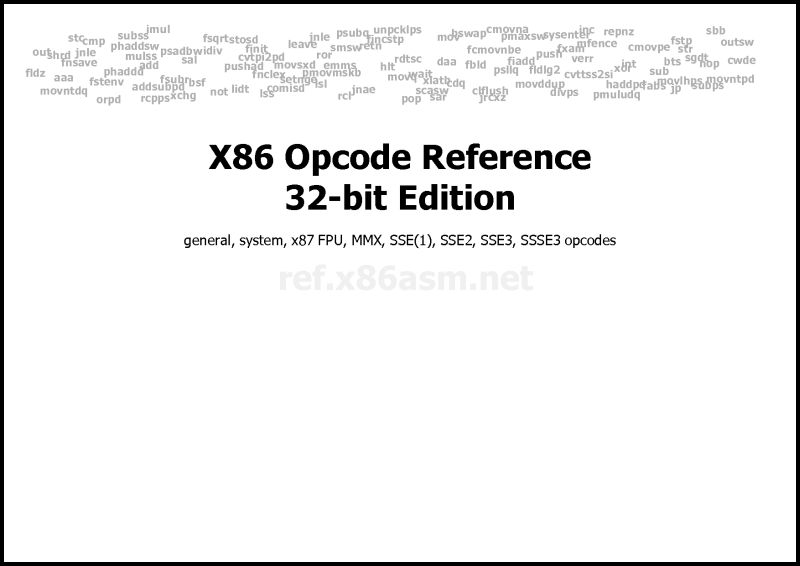 imul
stc cmp subss fsqrt stosd jnle psubq unpcklps mov bswap cmovna pmaxsw sysenter inc repnz sbb
out shrd jnle phaddsw psadbw idiv finit leave smsw retn fincstp fcmovnbe push fxam mfence cmovpe fstp str outsw
fnsave mulss sal cvtpi2pd ror rdtsc daa fbld fiadd verr int bts sgdt cwde
fldz aaa phaddd add pushad movsxd emms hlt wait psllq fldlg2 cvttss2si xor sub hop
fstenv fsubr bsf fnclex setnge pmovmskb movq xlatb cdq movddup haddpd fabs movlhps movntpd
movntdq addsubpd not lidt comisd lsl jnae scasw clflush divps jp subps
orpd rcpps xchg lss rcl pop sar jrcxz pmuludq
X86 Opcode Reference
32-bit Edition
general, system, x87 FPU, MMX, SSE(1), SSE2, SSE3, SSSE3 opcodes
ref.x86asm.net